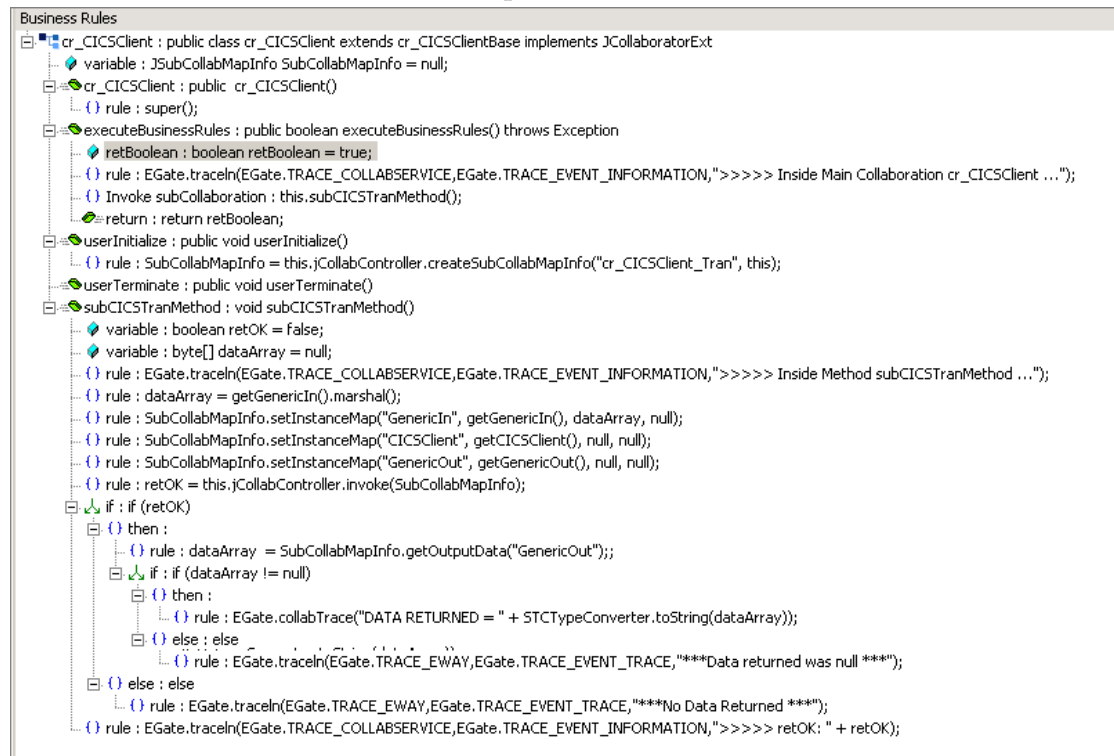 Business Rules
cr_CICSClient : public class cr_CICSClient extends cr_CICSClientBase implements JCollaboratorExt
variable : JSubCollabMapInfo SubCollabMapInfo = null;
cr_CICSClient : public cr_CICSClient()
{} rule : super();
executeBusinessRules : public boolean executeBusinessRules() throws Exception
retBoolean : boolean retBoolean = true;
{} rule : EGate.traceln(EGate.TRACE_COLLABSERVICE,EGate.TRACE_EVENT_INFORMATION,">>>>> Inside Main Collaboration cr_CICSClient ...");
{} Invoke subCollaboration : this.subCICSTranMethod();
return : return retBoolean;
userInitialize : public void userInitialize()
{} rule : SubCollabMapInfo = this.jCollabController.createSubCollabMapInfo("cr_CICSClient_Tran", this);
userTerminate : public void userTerminate()
subCICSTranMethod : void subCICSTranMethod()
variable : boolean retOK = false;
variable : byte[] dataArray = null;
{} rule : EGate.traceln(EGate.TRACE_COLLABSERVICE,EGate.TRACE_EVENT_INFORMATION,">>>>> Inside Method subCICSTranMethod ...");
{} rule : dataArray = getGenericIn().marshal();
{} rule : SubCollabMapInfo.setInstanceMap("GenericIn", getGenericIn(), dataArray, null);
{} rule : SubCollabMapInfo.setInstanceMap("CICSClient", getCICSClient(), null, null);
{} rule : SubCollabMapInfo.setInstanceMap("GenericOut", getGenericOut(), null, null);
{} rule : retOK = this.jCollabController.invoke(SubCollabMapInfo);
if : if (retOK)
{} then :
{} rule : dataArray = SubCollabMapInfo.getOutputData("GenericOut");;
if : if (dataArray != null)
{} then :
{} rule : EGate.collabTrace("DATA RETURNED = " + STCTypeConverter.toString(dataArray));
{} else : else
{} rule : EGate.traceln(EGate.TRACE_EWAY,EGate.TRACE_EVENT_TRACE,"***Data returned was null ***");
{} else : else
{} rule : EGate.traceln(EGate.TRACE_EWAY,EGate.TRACE_EVENT_TRACE,"***No Data Returned ***");
{} rule : EGate.traceln(EGate.TRACE_COLLABSERVICE,EGate.TRACE_EVENT_INFORMATION,">>>>> retOK: " + retOK);